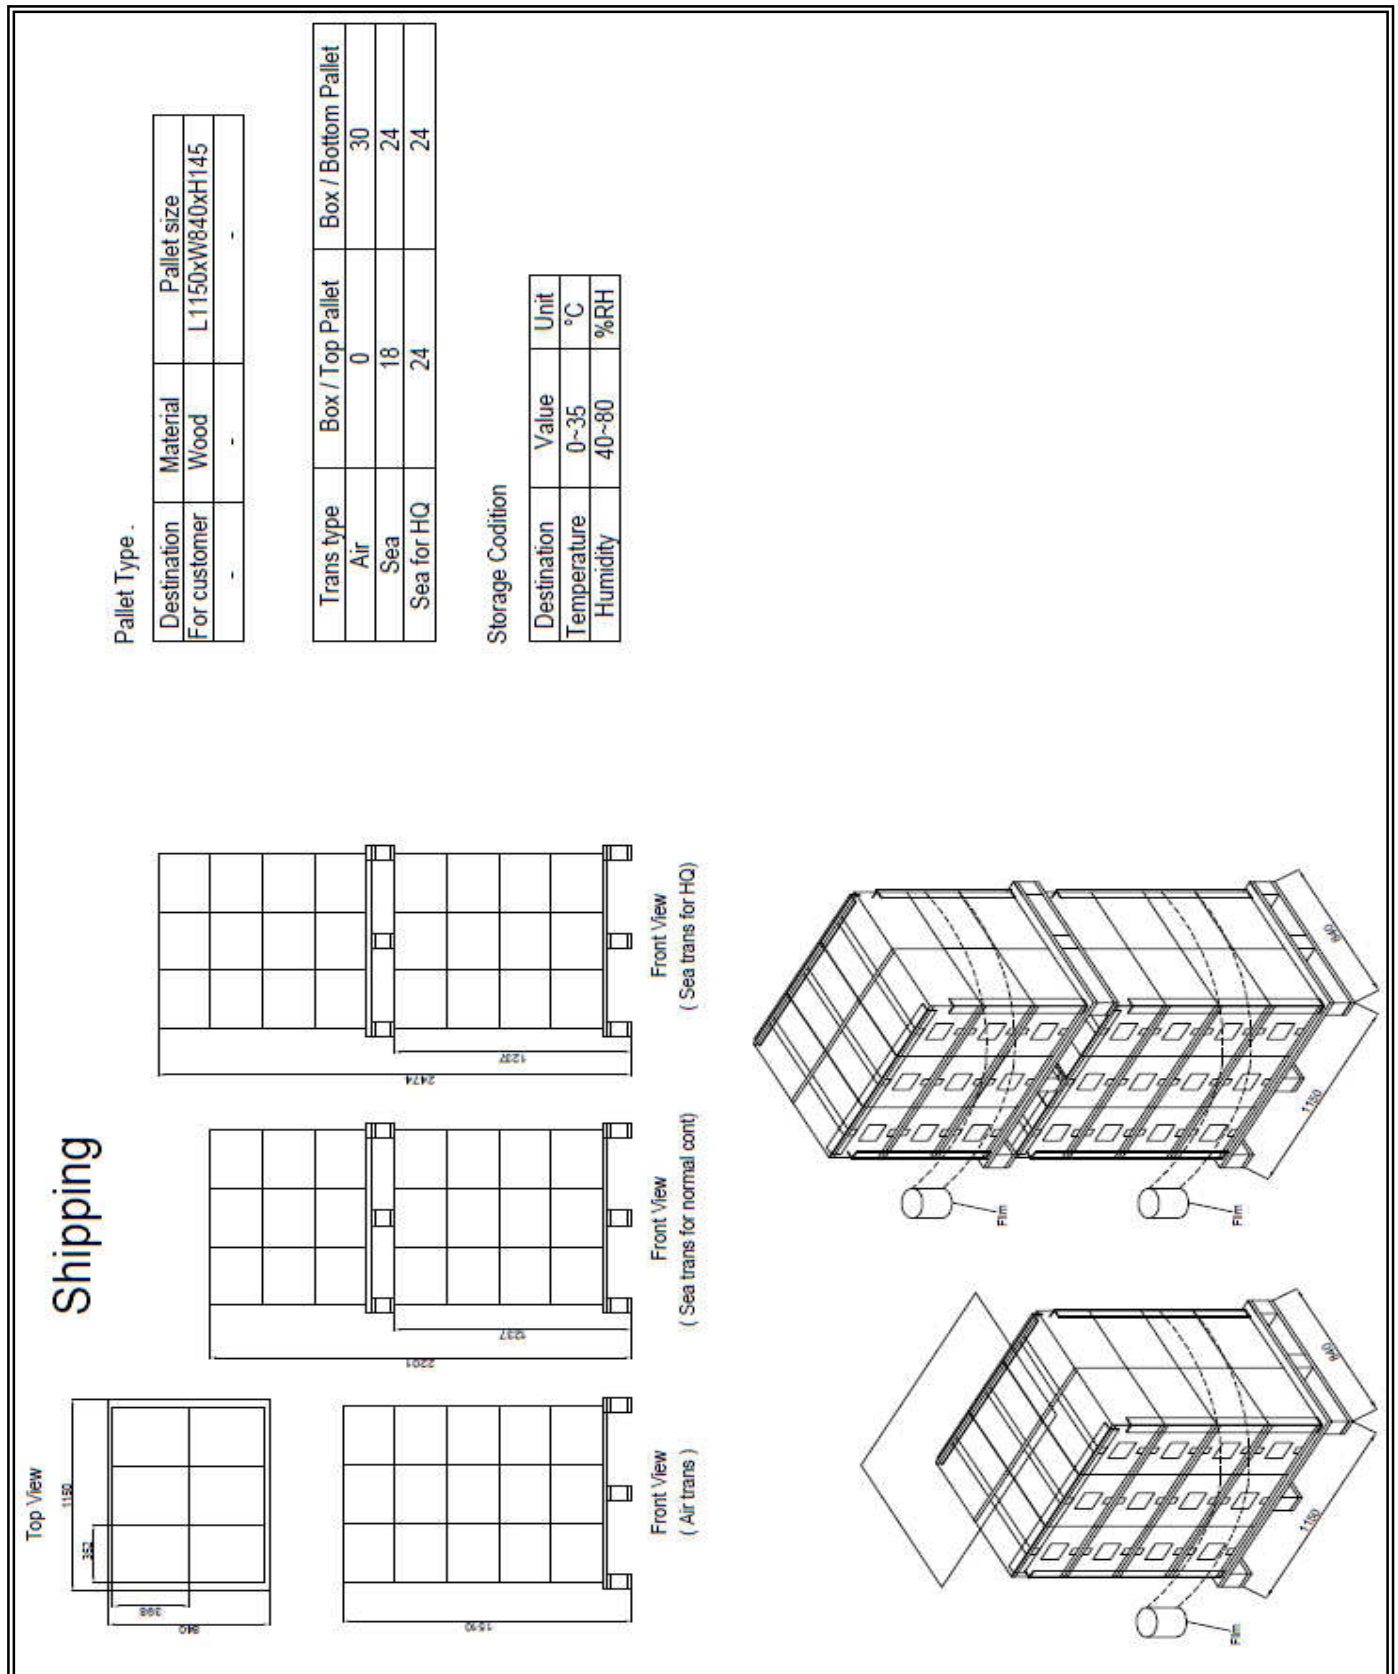 Shipping
Top View
1150
352
398
840
1510
Front View
( Air trans )
2201
1237
Front View
( Sea trans for normal cont)
2474
1237
Front View
( Sea trans for HQ)
Pallet Type .
Destination Material Pallet size
For customer Wood L1150xW840xH145
- - -
Trans type Box / Top Pallet Box / Bottom Pallet
Air 0 30
Sea 18 24
Sea for HQ 24 24
Storage Codition
Destination Value Unit
Temperature 0~35 °C
Humidity 40~80 %RH
Film
1150
840
Film
Film
1150
840